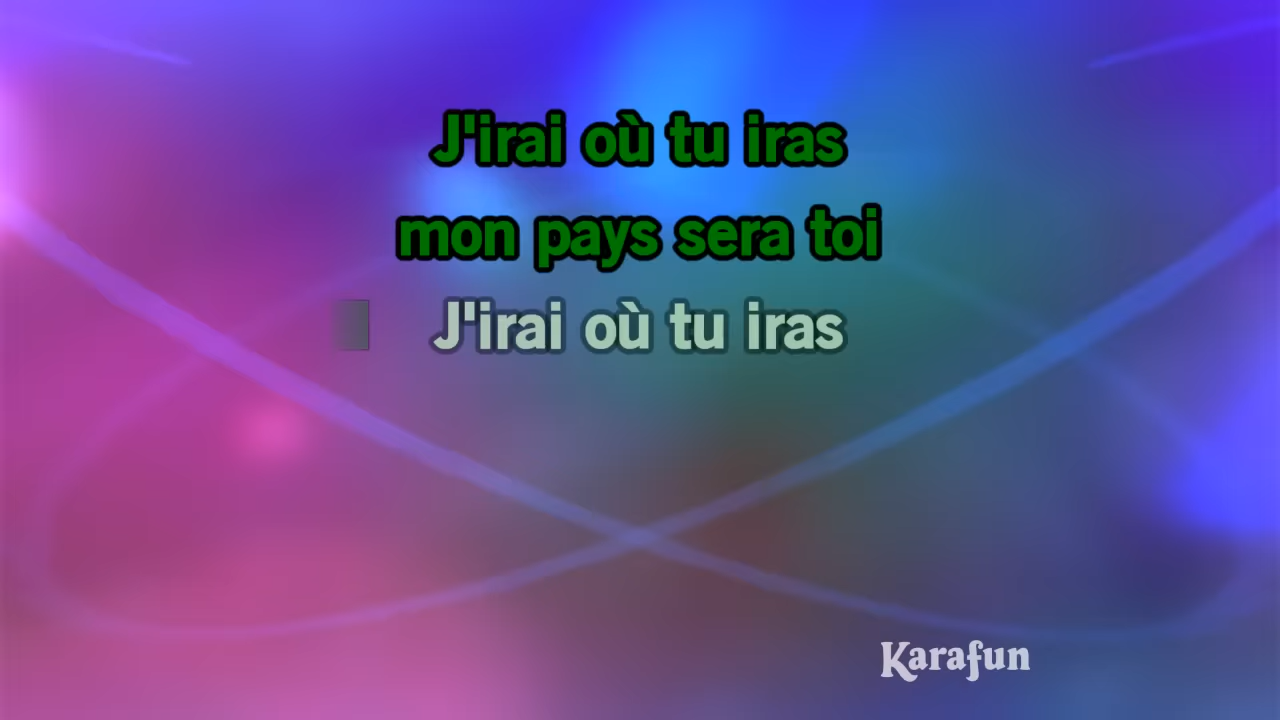 J'irai où tu iras
mon pays sera toi
J'irai où tu iras
Karafun